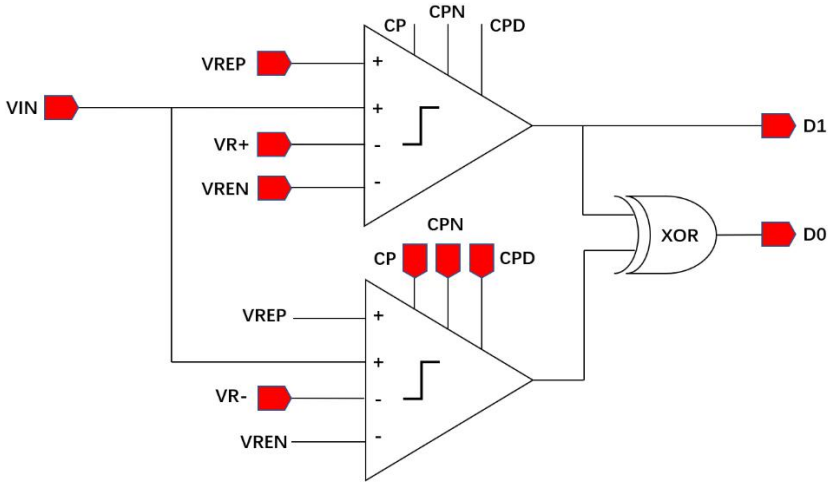 CP CPN CPD
VREP +
VIN + D1
VR+ -
VREN -
XOR D0
CPN
CP CPD
VREP +
+
VR- -
VREN -